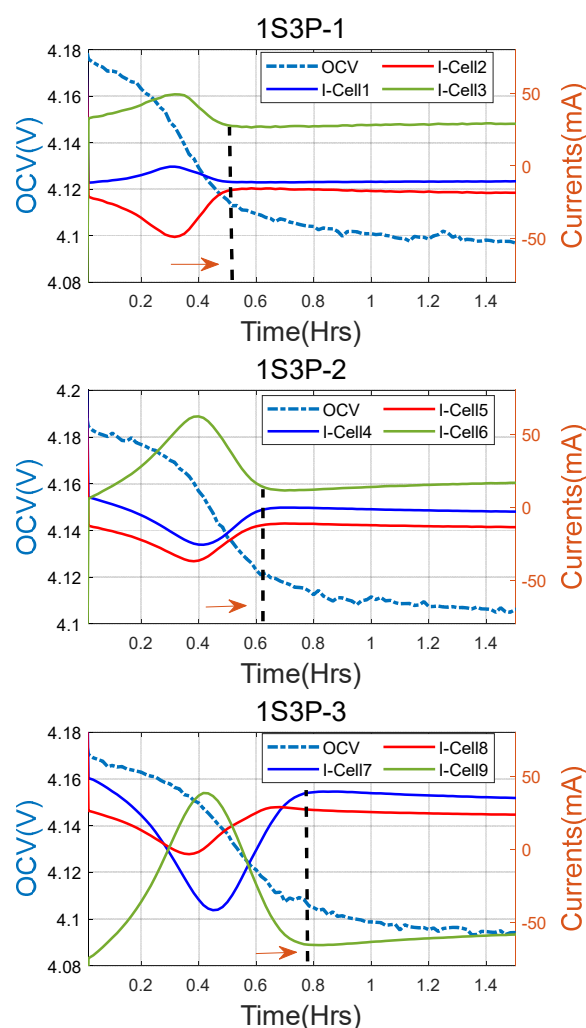 1S3P-1
OCV(V)
4.18
4.16
4.14
4.12
4.1
4.08
OCV
I-Cell2
I-Cell1
I-Cell3
50
0
-50
Currents(mA)
0.2 0.4 0.6 0.8 1 1.2 1.4
Time(Hrs)
1S3P-2
OCV(V)
4.2
4.18
4.16
4.14
4.12
4.1
OCV
I-Cell5
I-Cell4
I-Cell6
50
0
-50
Currents(mA)
0.2 0.4 0.6 0.8 1 1.2 1.4
Time(Hrs)
1S3P-3
OCV(V)
4.18
4.16
4.14
4.12
4.1
4.08
OCV
I-Cell8
I-Cell7
I-Cell9
50
0
-50
Currents(mA)
0.2 0.4 0.6 0.8 1 1.2 1.4
Time(Hrs)